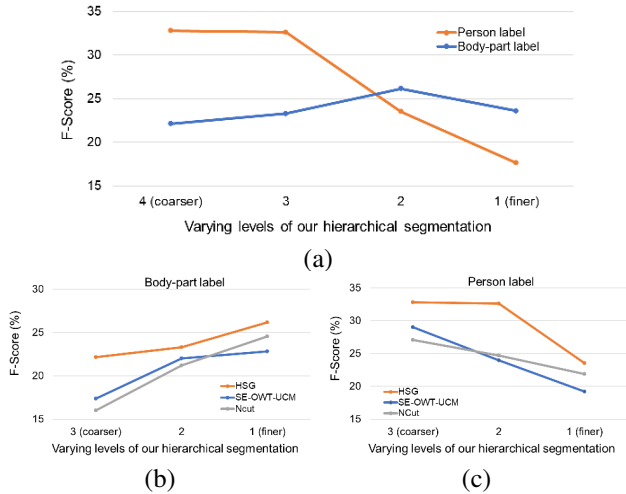 (a)
35
30
25
20
15
F-Score (%)
Person label
Body-part label
4 (coarser) 3 2 1 (finer)
Varying levels of our hierarchical segmentation
(a)
Body-part label
30
25
20
15
F-Score (%)
HSG
SE-OWT-UCM
Ncut
3 (coarser) 2 1 (finer)
Varying levels of our hierarchical segmentation
(b)
Person label
35
30
25
20
15
F-Score (%)
HSG
SE-OWT-UCM
NCut
3 (coarser) 2 1 (finer)
Varying levels of our hierarchical segmentation
(c)